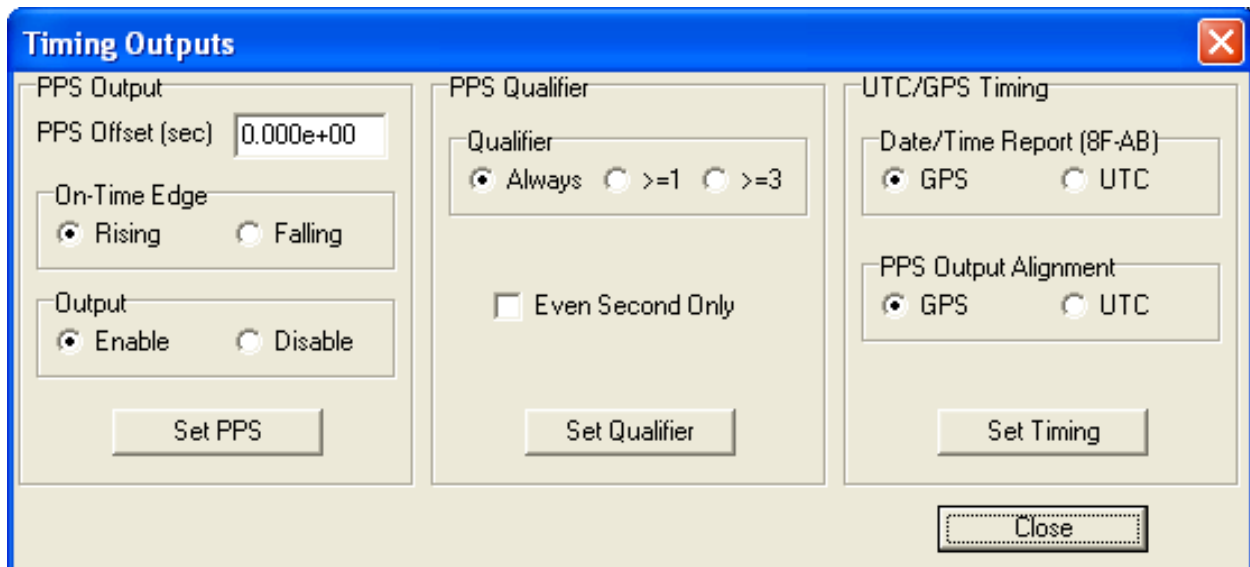 Timing Outputs
PPS Output
PPS Offset (sec) 0.000e+00
On-Time Edge
Rising Falling
Output
Enable Disable
Set PPS
PPS Qualifier
Qualifier
Always >=1 >=3
Even Second Only
Set Qualifier
UTC/GPS Timing
Date/Time Report (8F-AB)
GPS UTC
PPS Output Alignment
GPS UTC
Set Timing
Close